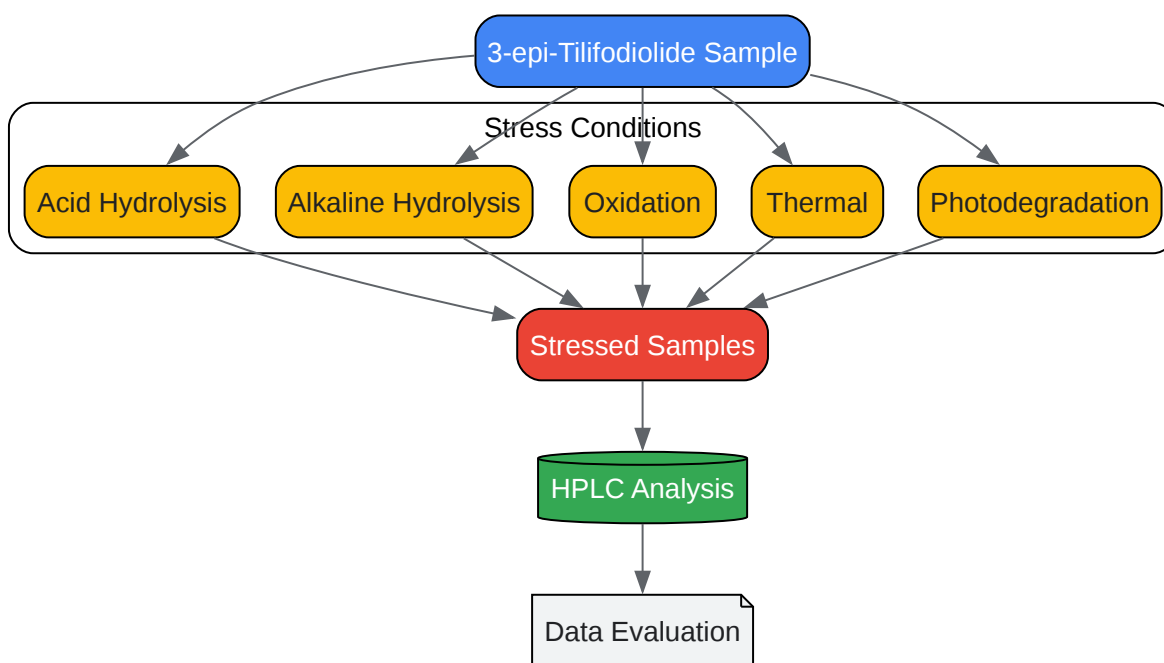 3-epi-Tilifodiolide Sample
Stress Conditions
Acid Hydrolysis
Alkaline Hydrolysis
Oxidation
Thermal
Photodegradation
Stressed Samples
HPLC Analysis
Data Evaluation